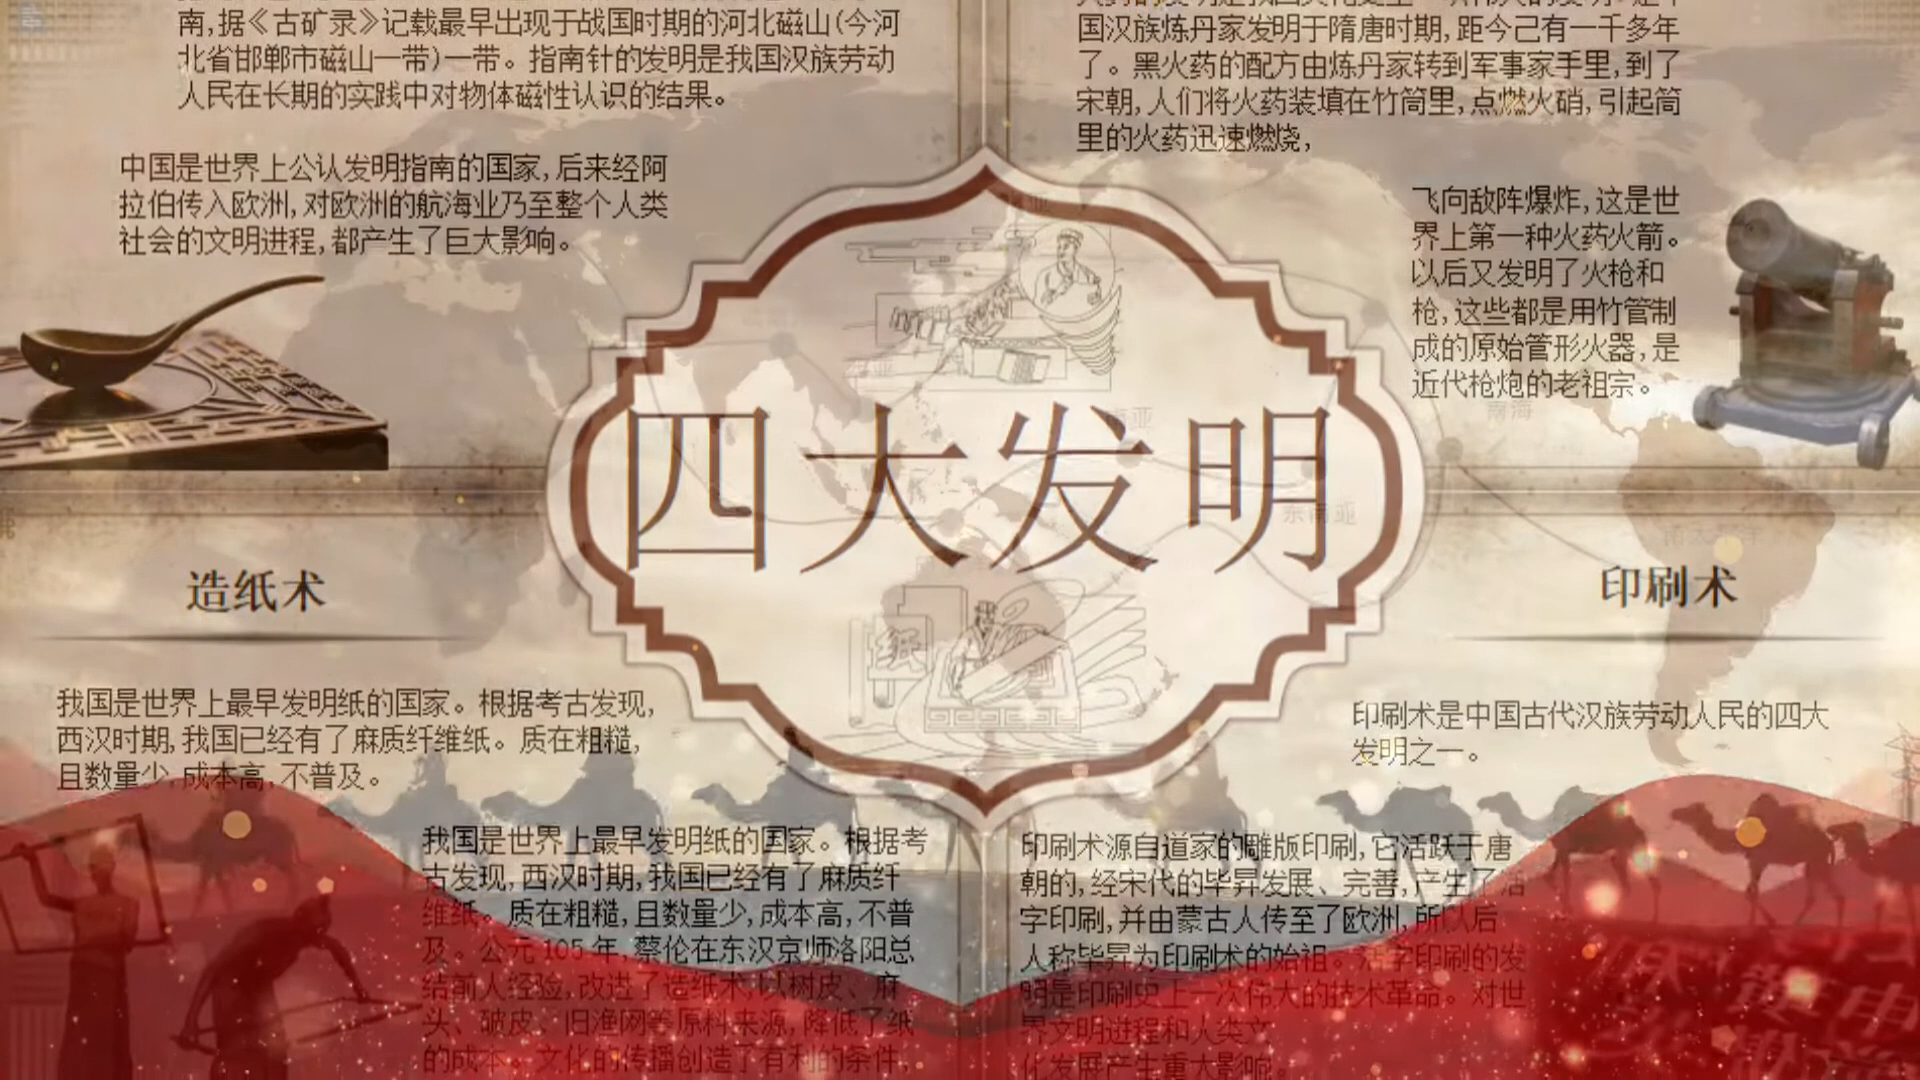 南,据《古矿录》记载最早出现于战国时期的河北磁山(今河
北省邯郸市磁山一带)一带。指南针的发明是我国汉族劳动
人民在长期的实践中对物体磁性认识的结果。
中国是世界上公认发明指南的国家,后来经阿
拉伯传入欧洲,对欧洲的航海业乃至整个人类
社会的文明进程,都产生了巨大影响。
国汉族炼丹家发明于隋唐时期,距今己有一千多年
了。黑火药的配方由炼丹家转到军事家手里,到了
宋朝,人们将火药装填在竹筒里,点燃火硝,引起筒
里的火药迅速燃烧,
飞向敌阵爆炸,这是世
界上第一种火药火箭。
以后又发明了火枪和
枪,这些都是用竹管制
成的原始管形火器,是
近代枪炮的老祖宗。
南海
四大发明
东南亚
纸
造纸术
我国是世界上最早发明纸的国家。根据考古发现,
西汉时期,我国已经有了麻质纤维纸。质在粗糙,
且数量少,成本高,不普及。
我国是世界上最早发明纸的国家。根据考
古发现,西汉时期,我国已经有了麻质纤
维纸。质在粗糙,且数量少,成本高,不普
及。公元105年,蔡伦在东汉京师洛阳总
结前人经验,改进了造纸术,以树皮、麻
头、破皮、旧渔网等原料来源,降低了纸
的成本。文化的传播创造了有利的条件,
印刷术
印刷术是中国古代汉族劳动人民的四大
发明之一。
印刷术源自道家的雕版印刷,它活跃于唐
朝的,经宋代的毕昇发展、完善,产生了活
字印刷,并由蒙古人传至了欧洲,所以后
人称毕昇为印刷术的始祖。活字印刷的发
明是印刷史上一次伟大的技术革命。对世
界文明进程和人类文
化发展产生重大影响。